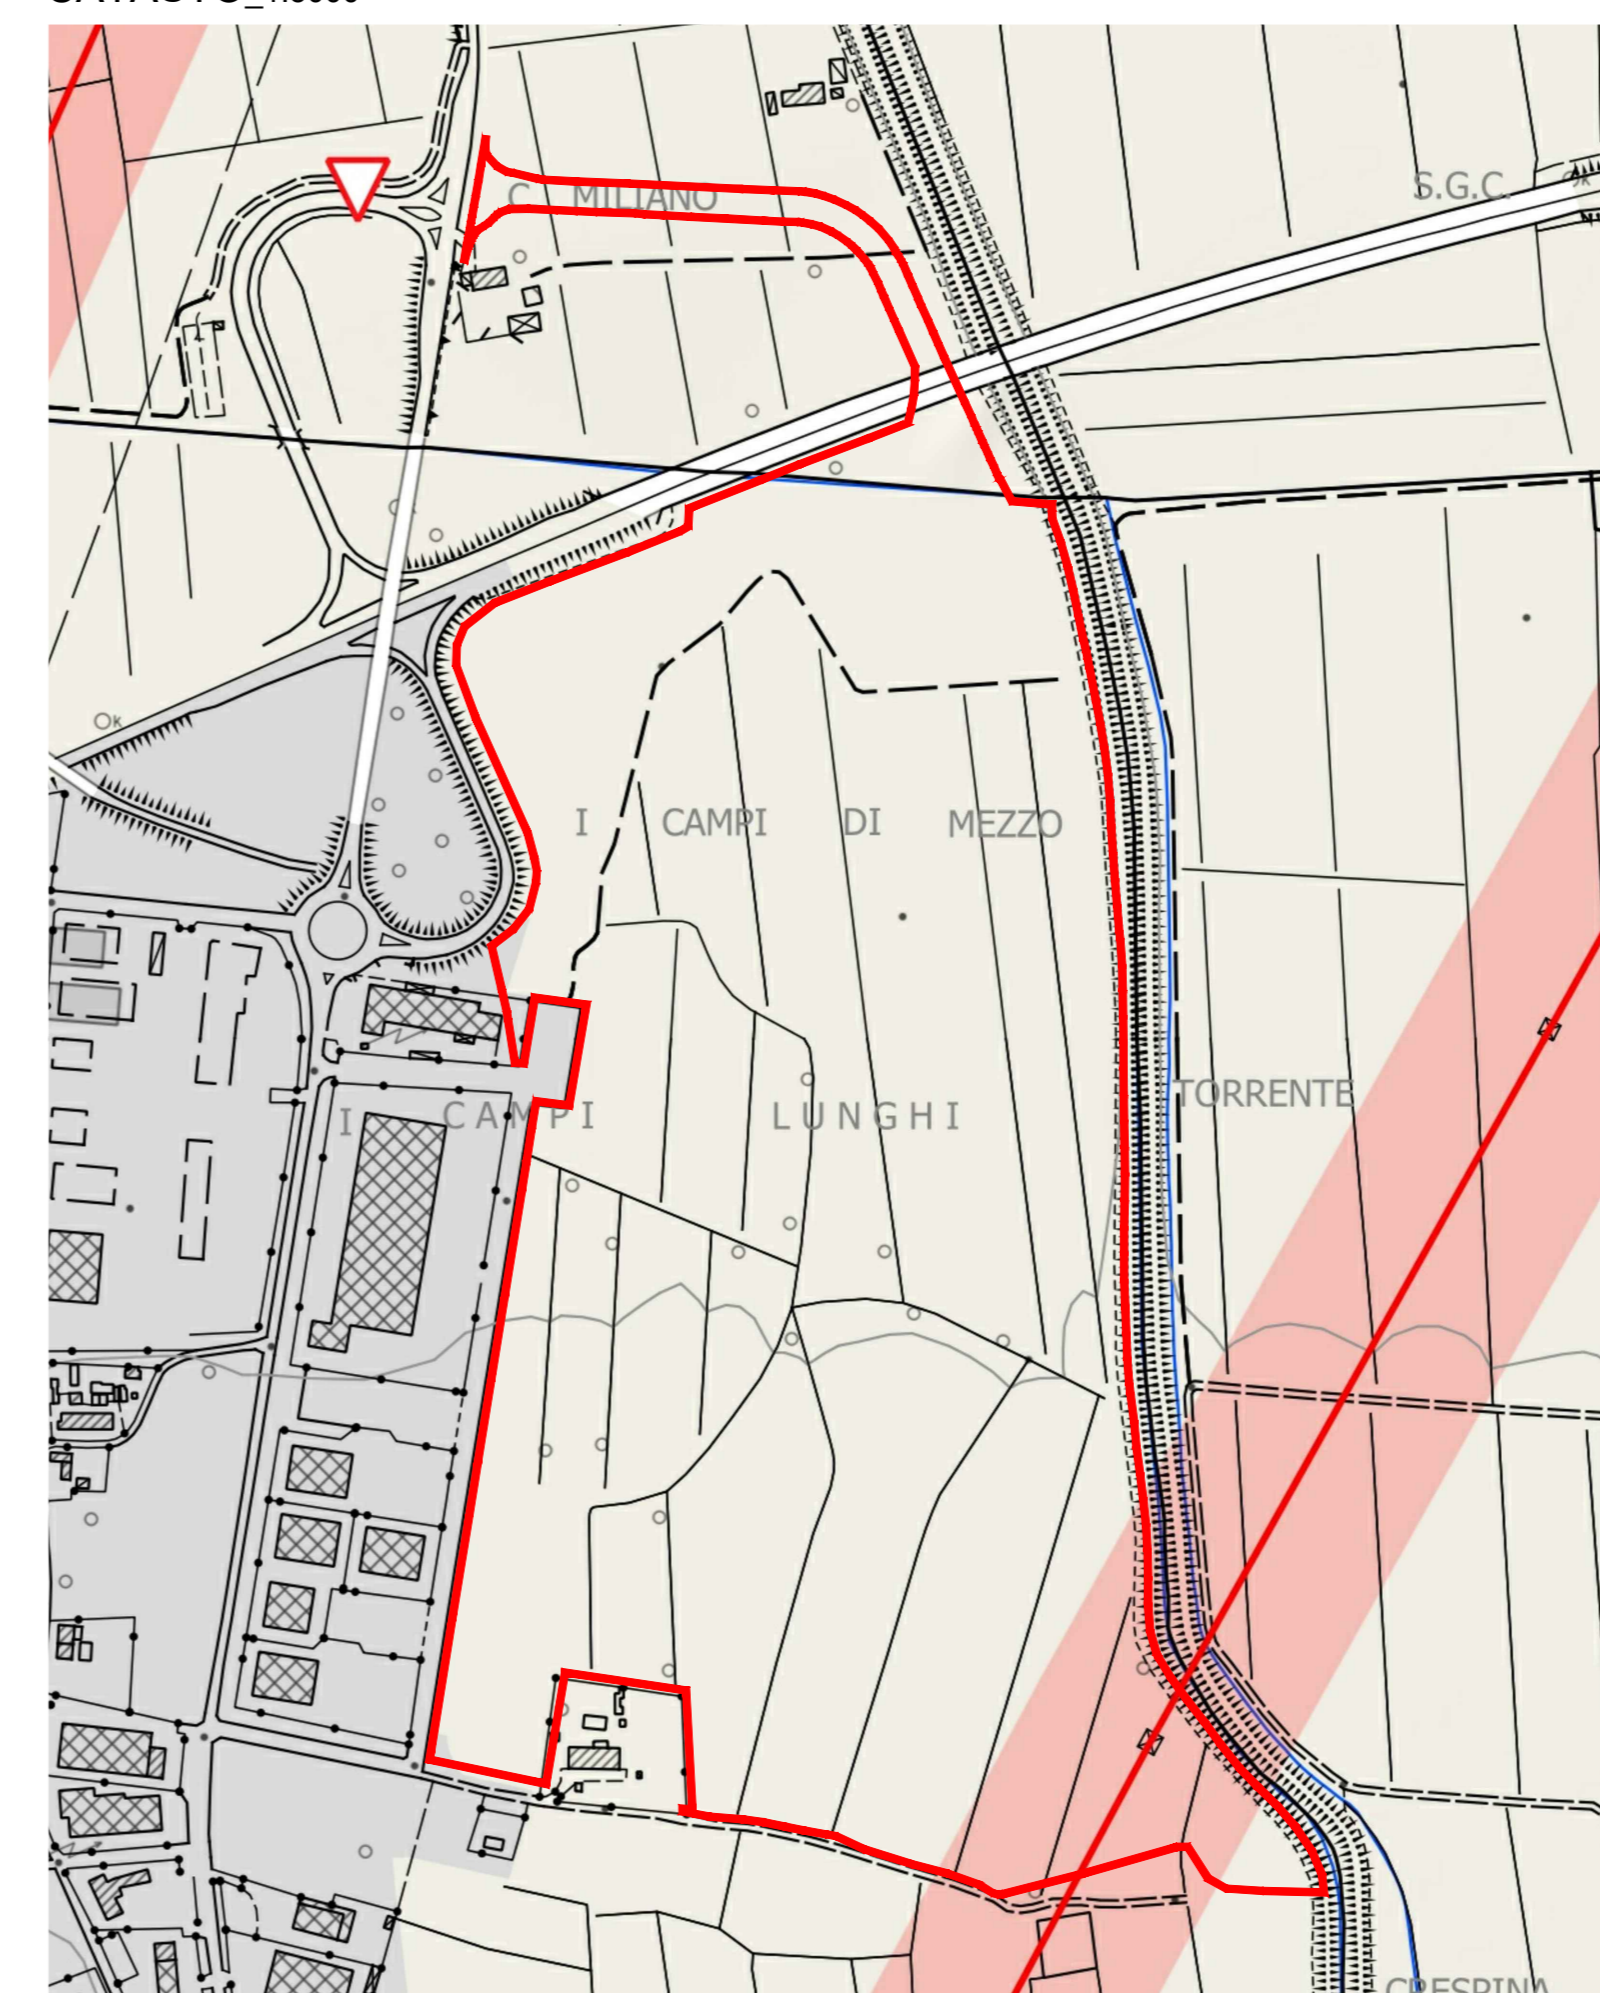 C MILIANO
S.G.C.
I CAMPI DI MEZZO
TORRENTE
I CAMPI LUNGHI